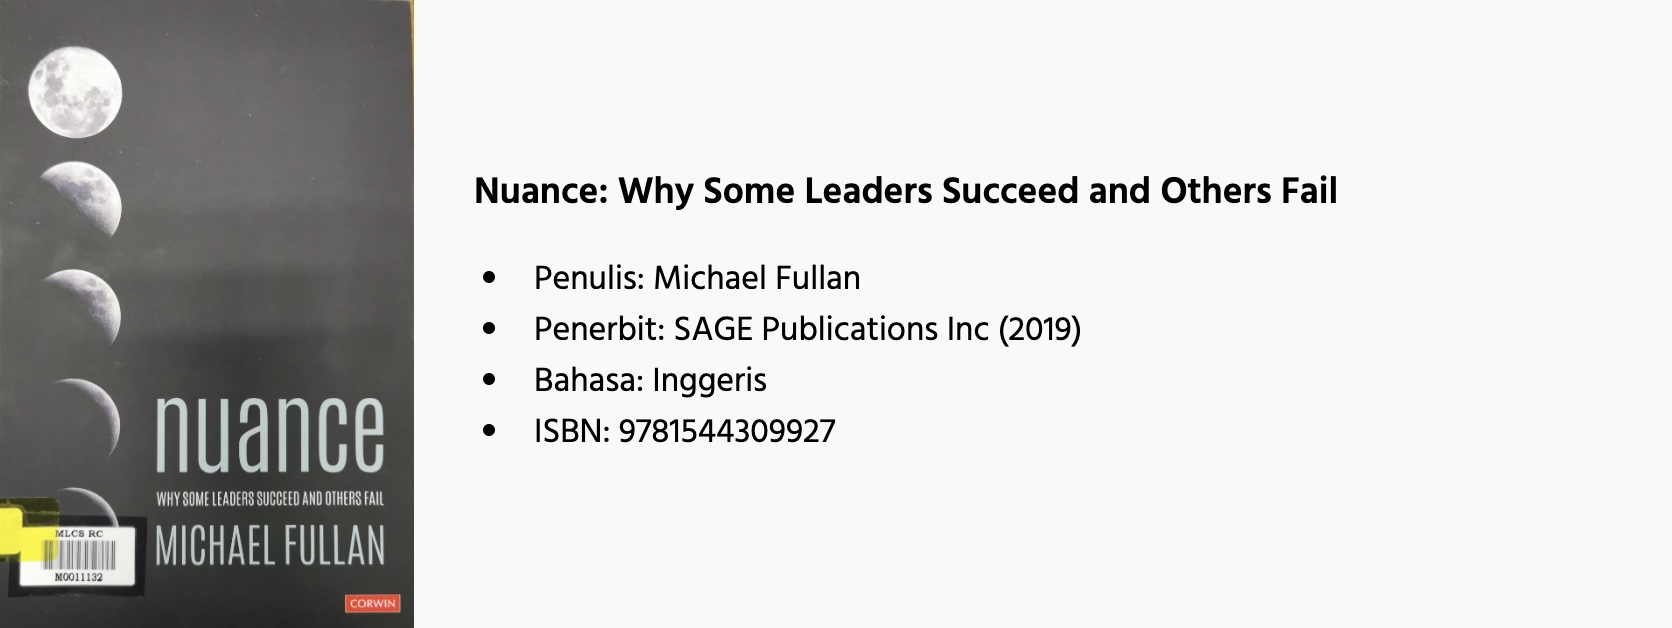 nuance
WHY SOME LEADERS SUCCEED AND OTHERS FAIL
MICHAEL FULLAN
MLCS RC
M0011132
CORWIN
Nuance: Why Some Leaders Succeed and Others Fail
• Penulis: Michael Fullan
• Penerbit: SAGE Publications Inc (2019)
• Bahasa: Inggeris
• ISBN: 9781544309927